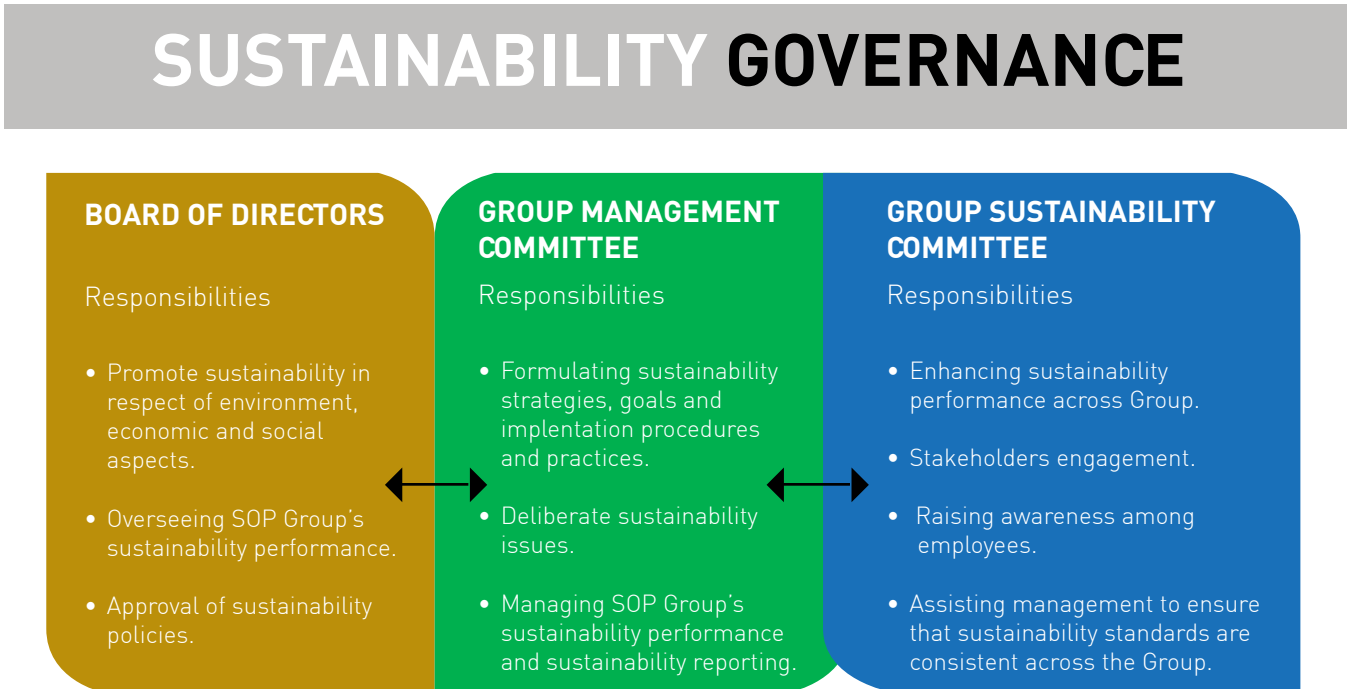 SUSTAINABILITY GOVERNANCE
BOARD OF DIRECTORS
Responsibilities
• Promote sustainability in
respect of environment,
economic and social
aspects.
• Overseeing SOP Group's
sustainability performance.
• Approval of sustainability
policies.
GROUP MANAGEMENT
COMMITTEE
Responsibilities
• Formulating sustainability
strategies, goals and
implentation procedures
and practices.
• Deliberate sustainability
issues.
• Managing SOP Group's
sustainability performance
and sustainability reporting.
GROUP SUSTAINABILITY
COMMITTEE
Responsibilities
• Enhancing sustainability
performance across Group.
• Stakeholders engagement.
• Raising awareness among
employees.
• Assisting management to ensure
that sustainability standards are
consistent across the Group.